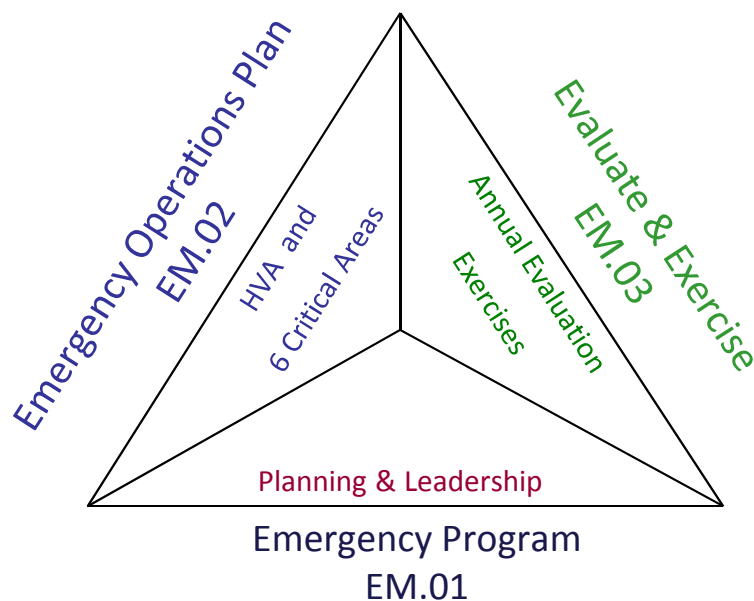 Emergency Operations Plan
EM.02
HVA and
6 Critical Areas
Evaluate & Exercise
EM.03
Annual Evaluation
Exercises
Planning & Leadership
Emergency Program
EM.01